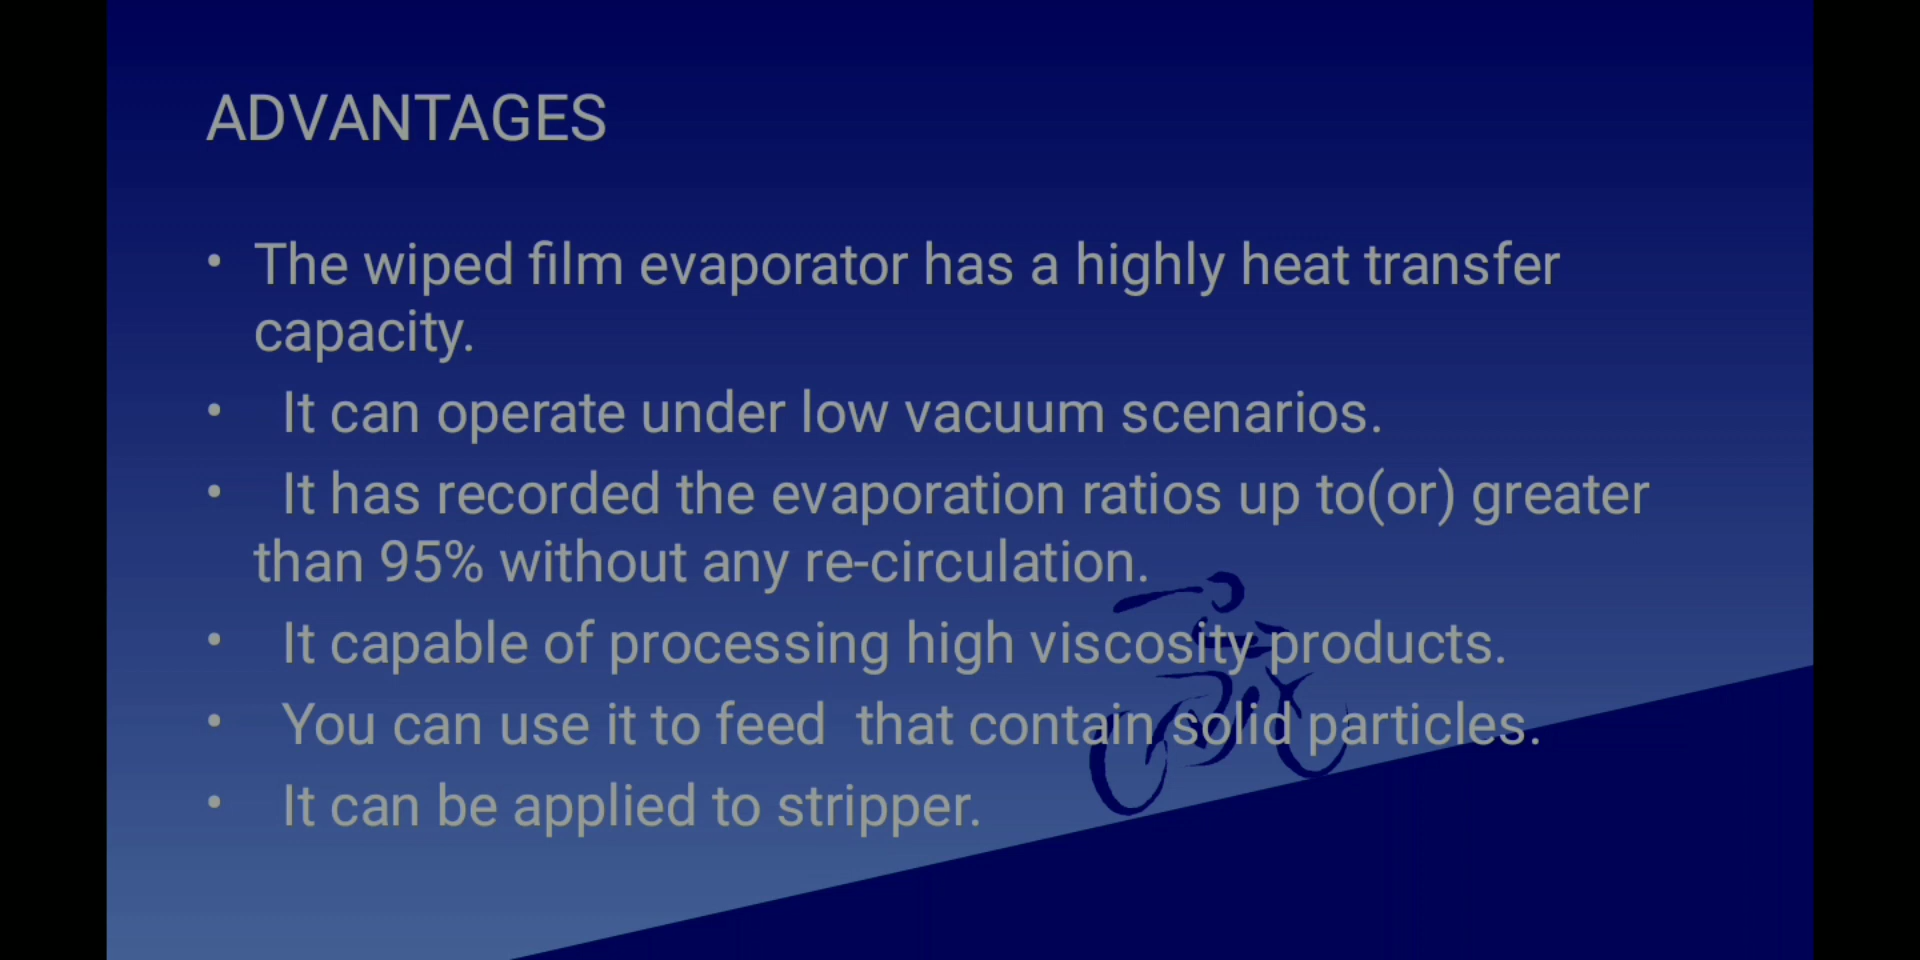 ADVANTAGES
• The wiped film evaporator has a highly heat transfer
capacity.
• It can operate under low vacuum scenarios.
• It has recorded the evaporation ratios up to(or) greater
than 95% without any re-circulation.
• It capable of processing high viscosity products.
• You can use it to feed  that contain solid particles.
• It can be applied to stripper.